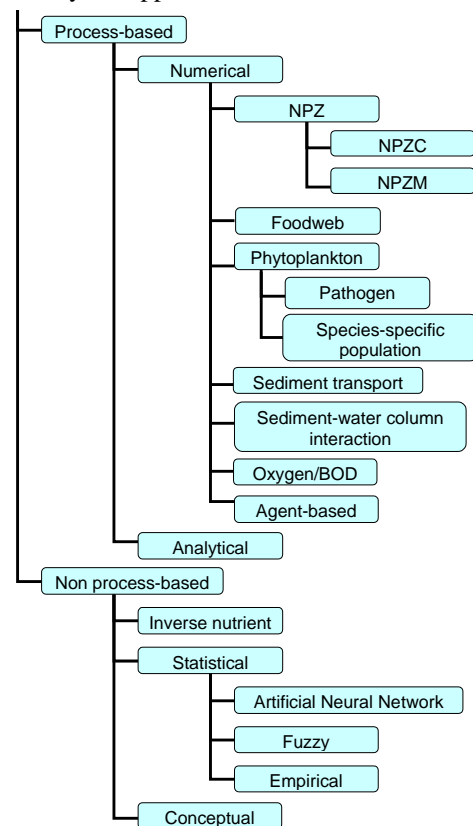 Process-based
Numerical
NPZ
NPZC
NPZM
Foodweb
Phytoplankton
Pathogen
Species-specific
population
Sediment transport
Sediment-water column
interaction
Oxygen/BOD
Agent-based
Analytical
Non process-based
Inverse nutrient
Statistical
Artificial Neural Network
Fuzzy
Empirical
Conceptual